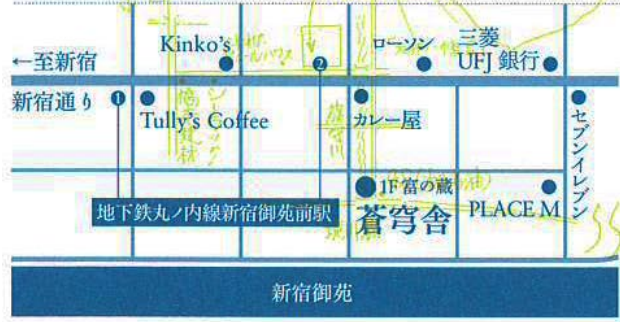 Kinko's
ローソン
三菱
UFJ 銀行
←至新宿
❷
新宿通り
❶
Tully's Coffee
カレー屋
セブンイレブン
1F 富の蔵
蒼穹舎
PLACE M
地下鉄丸ノ内線新宿御苑前駅
新宿御苑